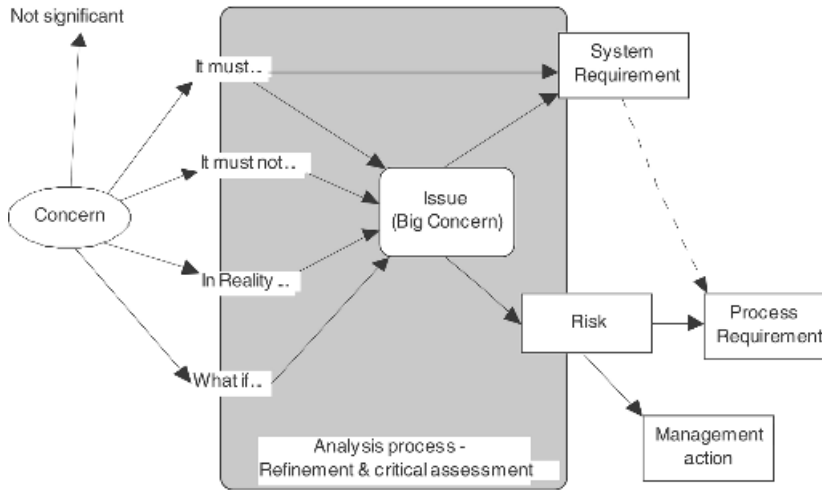 Not significant
It must...
System
Requirement
It must not...
Concern
Issue
(Big Concern)
In Reality ...
Risk
Process
Requirement
What if...
Analysis process -
Refinement & critical assessment
Management
action